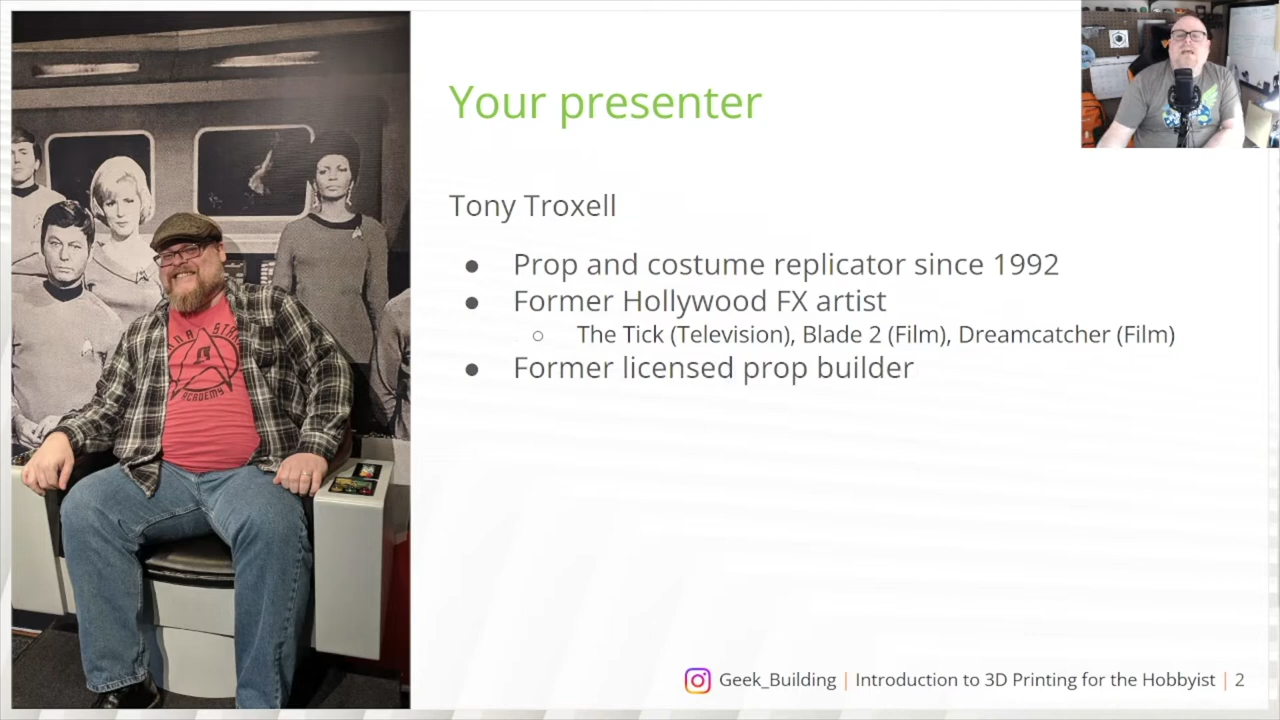 Your presenter
Tony Troxell
● Prop and costume replicator since 1992
● Former Hollywood FX artist
○ The Tick (Television), Blade 2 (Film), Dreamcatcher (Film)
● Former licensed prop builder
ACADEMY
Geek_Building | Introduction to 3D Printing for the Hobbyist | 2